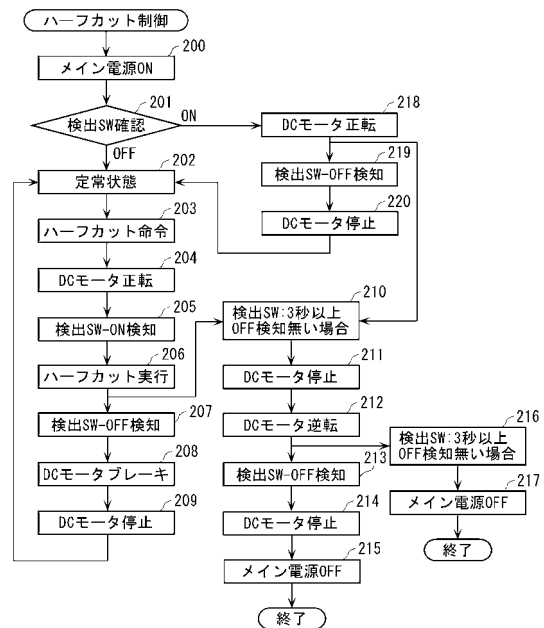 ハーフカット制御
200
メイン電源ON
201
検出SW確認
ON
OFF
202
定常状態
203
ハーフカット命令
204
DCモータ正転
205
検出SW-ON検知
206
ハーフカット実行
検出SW-OFF検知
207
208
DCモータブレーキ
209
DCモータ停止
218
DCモータ正転
219
検出SW-OFF検知
220
DCモータ停止
210
検出SW:3秒以上
OFF検知無い場合
211
DCモータ停止
212
DCモータ逆転
検出SW-OFF検知
213
214
DCモータ停止
215
メイン電源OFF
終了
216
検出SW:3秒以上
OFF検知無い場合
217
メイン電源OFF
終了